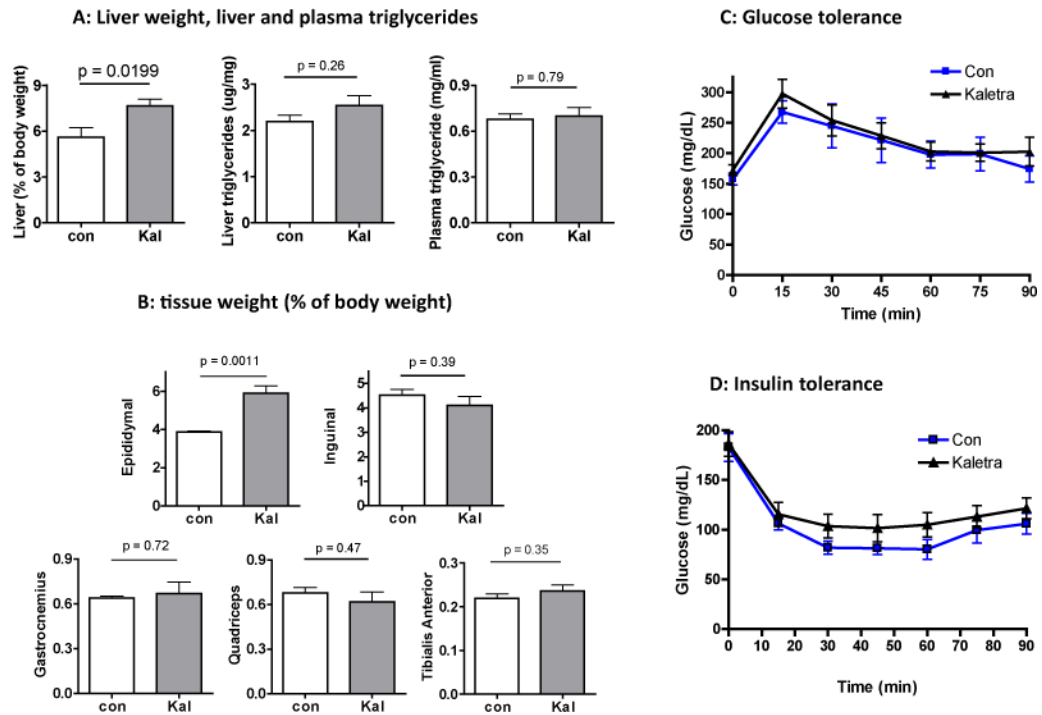 A: Liver weight, liver and plasma triglycerides
p = 0.0199
Liver (% of body weight)
9
6
3
0
con Kal
p = 0.26
Liver triglycerides (ug/mg)
3
2
1
0
con Kal
p = 0.79
Plasma triglyceride (mg/ml)
0.9
0.6
0.3
0.0
con Kal
B: tissue weight (% of body weight)
p = 0.0011
Epididymal
6
4
2
0
con Kal
p = 0.39
Inguinal
5
4
3
2
1
0
con Kal
p = 0.72
Gastrocnemius
0.9
0.6
0.3
0.0
con Kal
p = 0.47
Quadriceps
0.9
0.6
0.3
0.0
con Kal
p = 0.35
Tibialis Anterior
0.3
0.2
0.1
0.0
con Kal
C: Glucose tolerance
Con
Kaletra
Glucose (mg/dL)
300
250
200
150
100
50
0
0 15 30 45 60 75 90
Time (min)
D: Insulin tolerance
Con
Kaletra
Glucose (mg/dL)
200
150
100
50
0
0 10 20 30 40 50 60 70 80 90
Time (min)